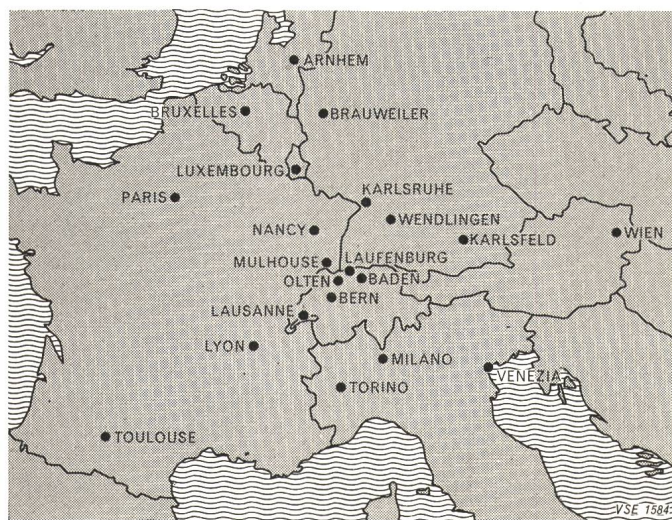 ARNHEM
BRUXELLES
BRAUWEILER
LUXEMBOURG
PARIS
KARLSRUHE
WENDLINGEN
NANCY
KARLSFELD
WIEN
MULHOUSE
LAUFENBURG
OLTEN
BADEN
BERN
LAUSANNE
LYON
MILANO
VENEZIA
TORINO
TOULOUSE
VSE 1584